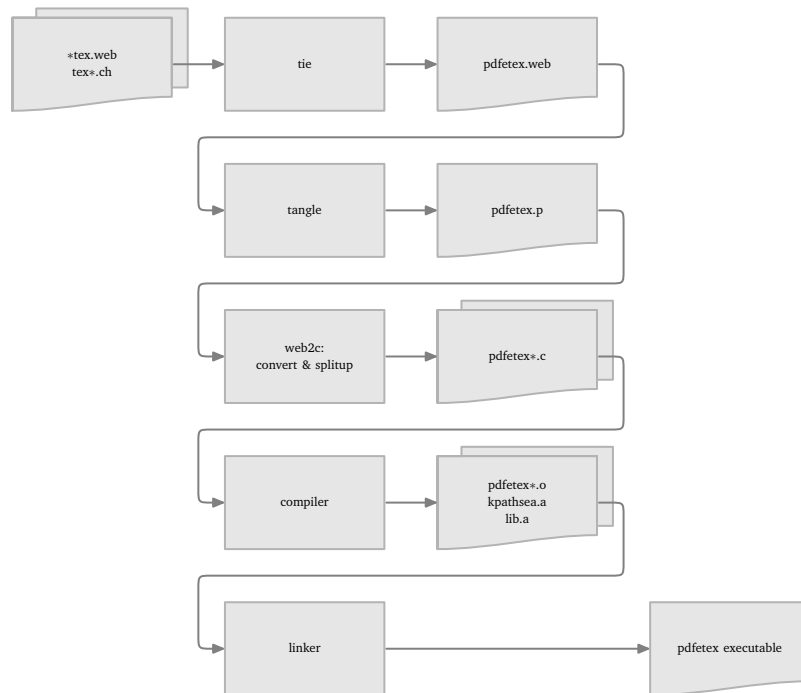 ∗tex.web
tex∗.ch
tie
pdfetex.web
tangle
pdfetex.p
web2c:
convert & splitup
pdfetex∗.c
compiler
pdfetex∗.o
kpathsea.a
lib.a
linker
pdfetex executable